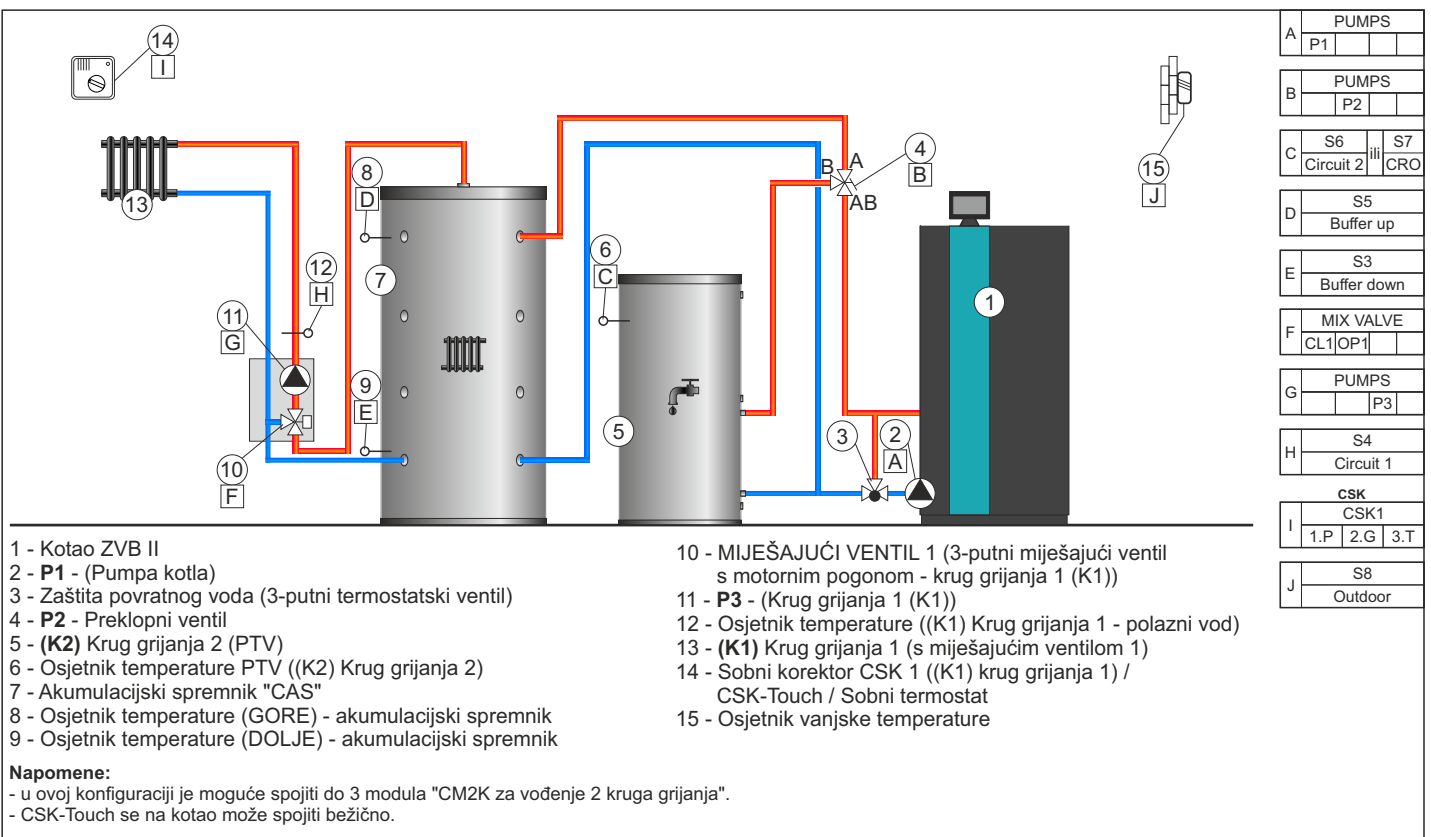 14
I
13
12
H
11
G
10
F
8
D
7
9
E
6
C
5
B
A
AB
4
B
3
2
A
1
15
J
A
PUMPS
P1
B
PUMPS
P2
C
S6 ili S7
Circuit 2 CRO
D
S5
Buffer up
E
S3
Buffer down
F
MIX VALVE
CL1 OP1
G
PUMPS
P3
H
S4
Circuit 1
CSK
I
CSK1
1.P 2.G 3.T
J
S8
Outdoor
1 - Kotao ZVB II
2 - P1 - (Pumpa kotla)
3 - Zaštita povratnog voda (3-putni termostatski ventil)
4 - P2 - Preklopni ventil
5 - (K2) Krug grijanja 2 (PTV)
6 - Osjetnik temperature PTV ((K2) Krug grijanja 2)
7 - Akumulacijski spremnik "CAS"
8 - Osjetnik temperature (GORE) - akumulacijski spremnik
9 - Osjetnik temperature (DOLJE) - akumulacijski spremnik
10 - MIJEŠAJUĆI VENTIL 1 (3-putni miješajući ventil
s motornim pogonom - krug grijanja 1 (K1))
11 - P3 - (Krug grijanja 1 (K1))
12 - Osjetnik temperature ((K1) Krug grijanja 1 - polazni vod)
13 - (K1) Krug grijanja 1 (s miješajućim ventilom 1)
14 - Sobni korektor CSK 1 ((K1) krug grijanja 1) /
CSK-Touch / Sobni termostat
15 - Osjetnik vanjske temperature
Napomene:
- u ovoj konfiguraciji je moguće spojiti do 3 modula "CM2K za vođenje 2 kruga grijanja".
- CSK-Touch se na kotao može spojiti bežično.